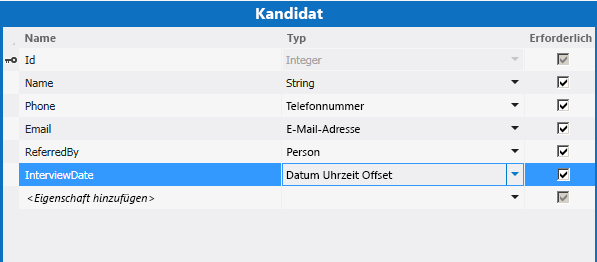 Kandidat
Name Typ Erforderlich
Id Integer
Name String
Phone Telefonnummer
Email E-Mail-Adresse
ReferredBy Person
InterviewDate Datum Uhrzeit Offset
<Eigenschaft hinzufügen>